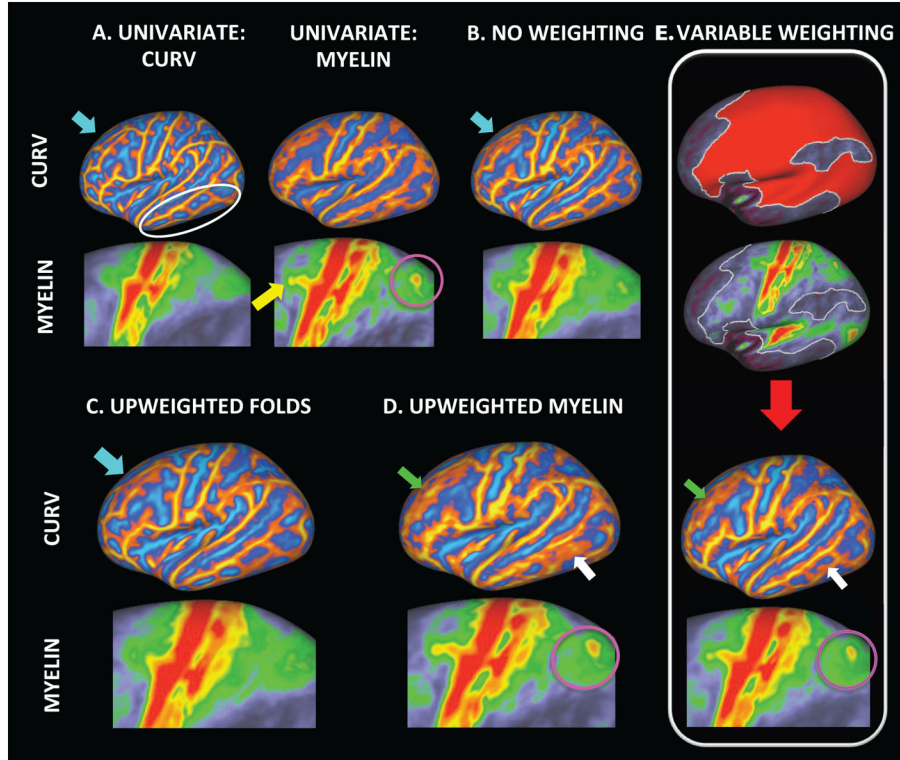 A. UNIVARIATE:
CURV
UNIVARIATE:
MYELIN
B. NO WEIGHTING
E. VARIABLE WEIGHTING
CURV
MYELIN
C. UPWEIGHTED FOLDS
D. UPWEIGHTED MYELIN
CURV
MYELIN